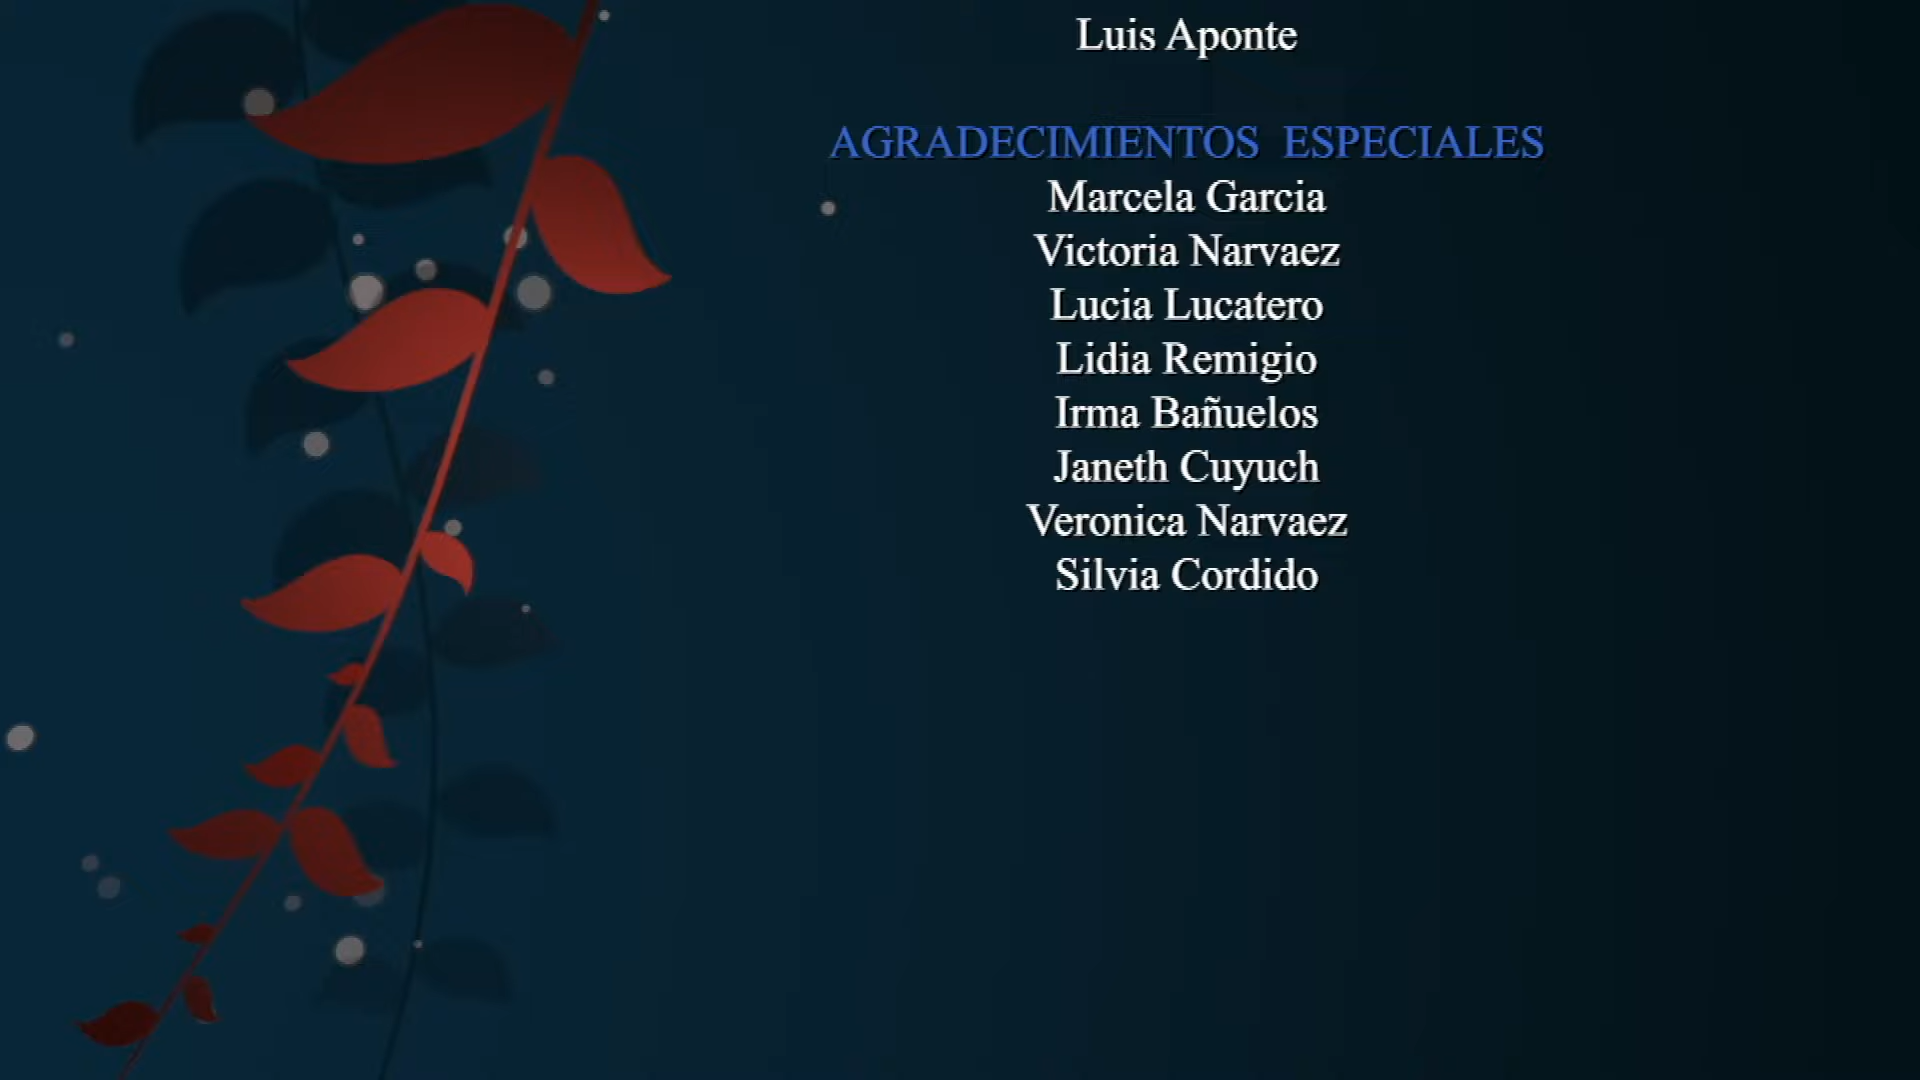 Luis Aponte
AGRADECIMIENTOS ESPECIALES
Marcela Garcia
Victoria Narvaez
Lucia Lucatero
Lidia Remigio
Irma Bañuelos
Janeth Cuyuch
Veronica Narvaez
Silvia Cordido